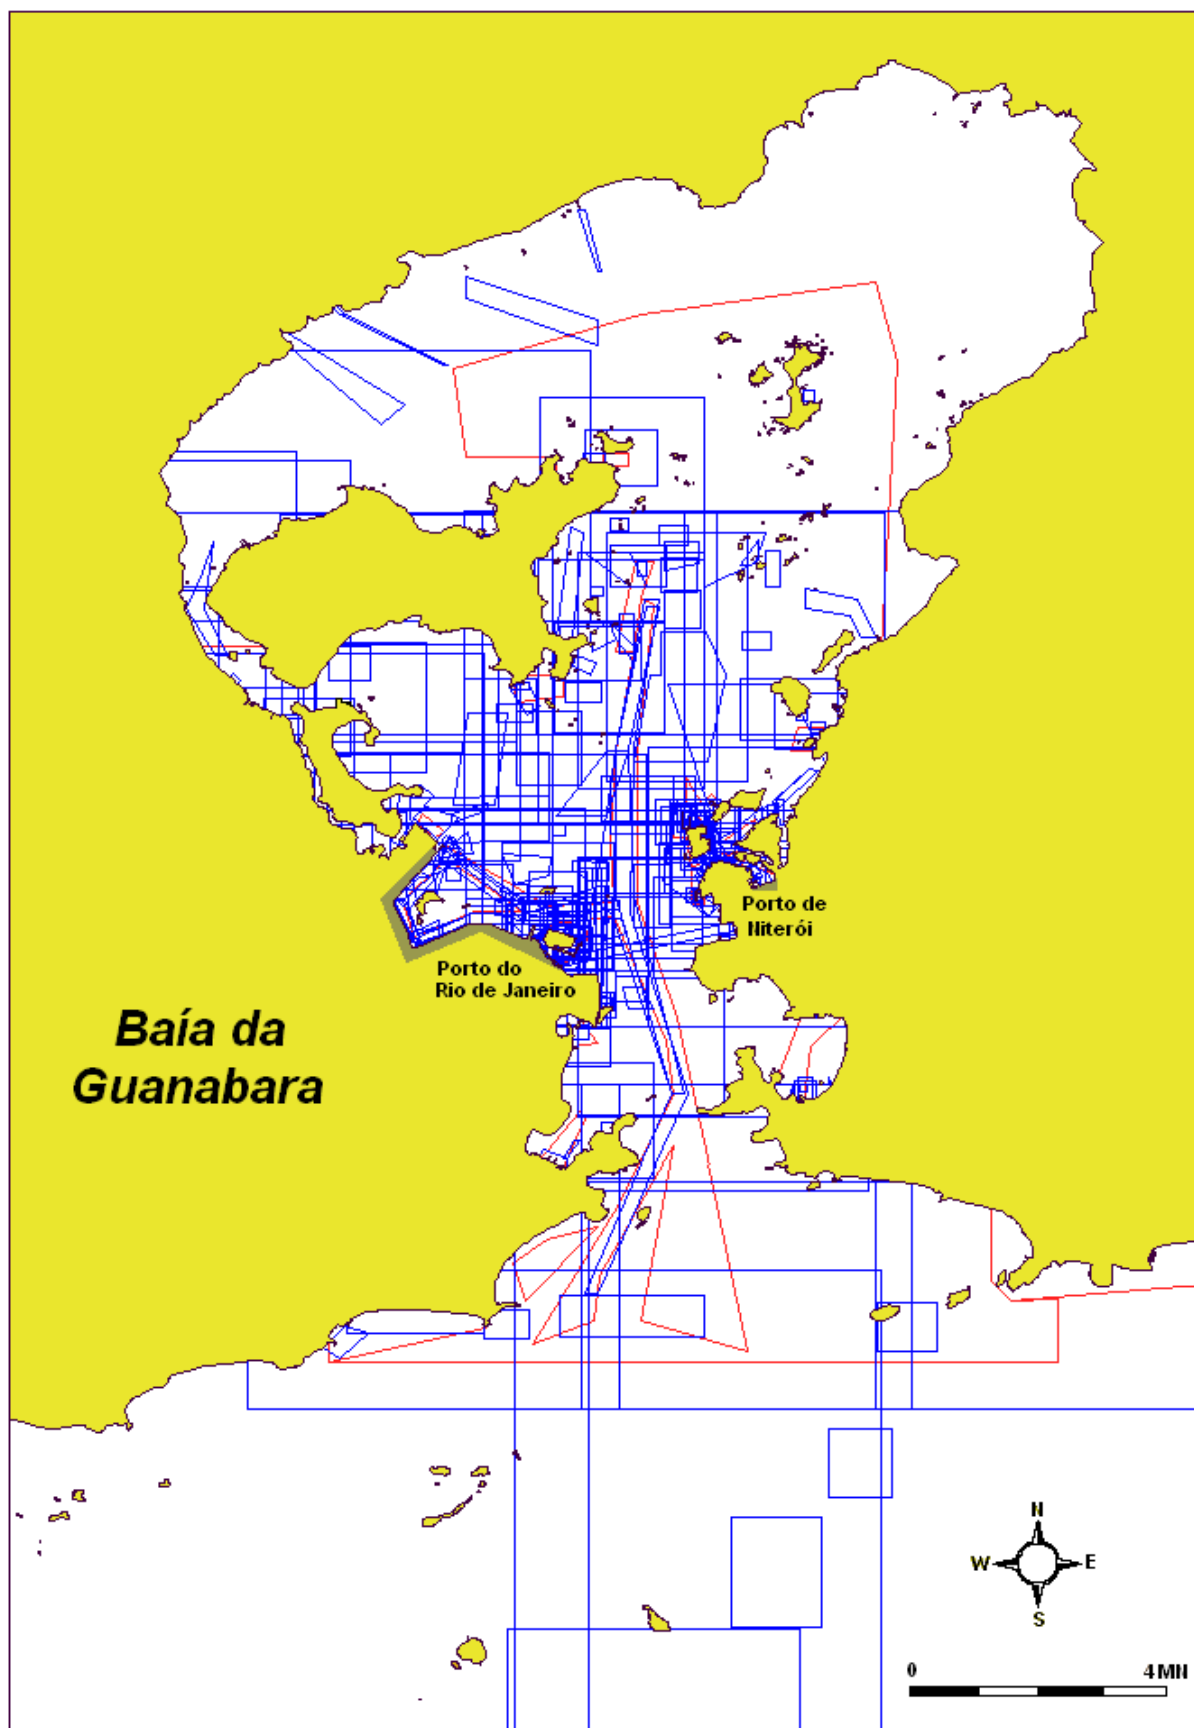 Porto de
Niterói
Porto do
Rio de Janeiro
Baía da
Guanabara
N
W
E
S
0
4 MN